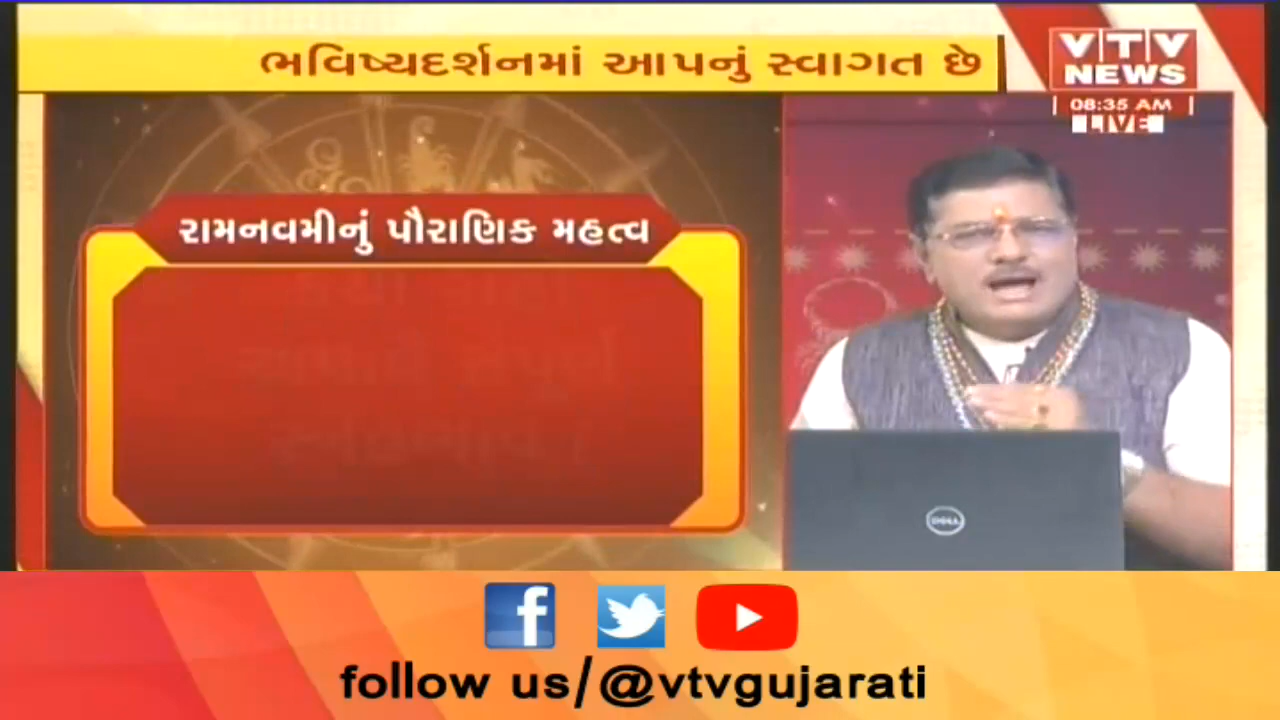 ભવિષ્યદર્શનમાં આપનું સ્વાગત છે
VTV
NEWS
08:35 AM
LIVE
રામનવમીનું પૌરાણિક મહત્વ
DELL
follow us/@vtvgujarati